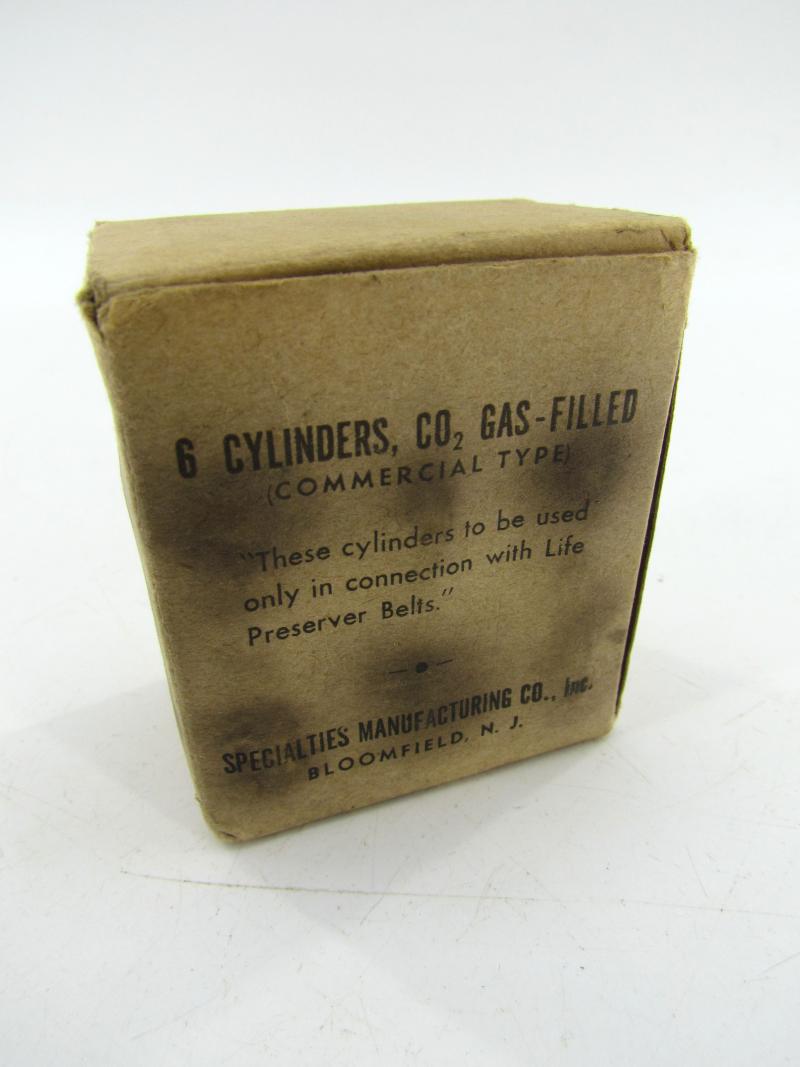 6 CYLINDERS, CO₂ GAS-FILLED
(COMMERCIAL TYPE)
"These cylinders to be used
only in connection with Life
Preserver Belts."
SPECIALTIES MANUFACTURING CO., Inc.
BLOOMFIELD, N. J.